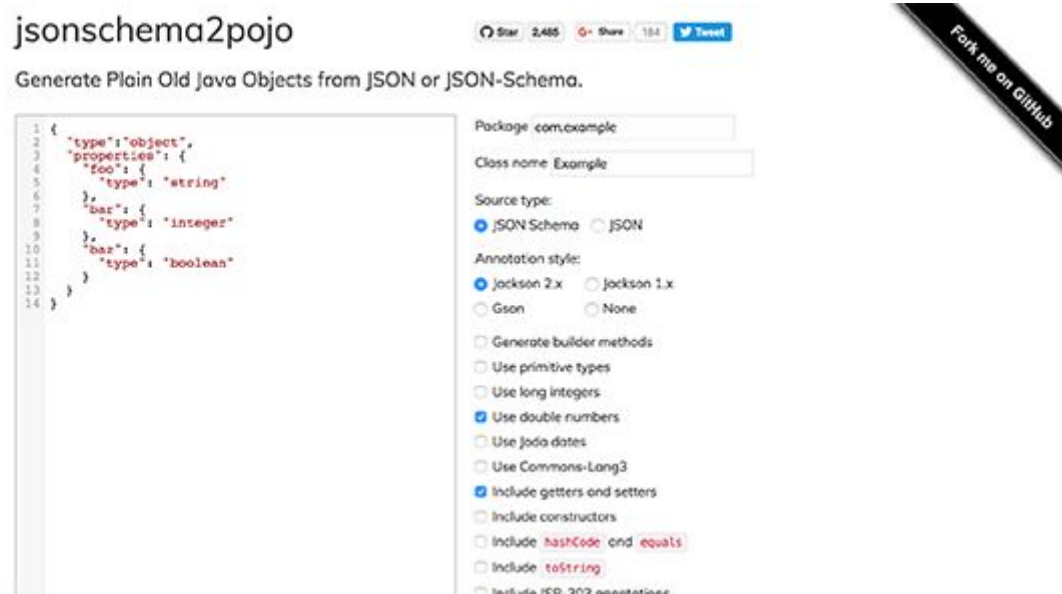 jsonschema2pojo
Star 2,485 G+ Share 184 Tweet
Fork me on GitHub
Generate Plain Old Java Objects from JSON or JSON-Schema.
1 {
2 "type":"object",
3 "properties": {
4 "foo": {
5 "type": "string"
6 },
7 "bar": {
8 "type": "integer"
9 },
10 "baz": {
11 "type": "boolean"
12 }
13 }
14 }
Package com.example
Class name Example
Source type:
JSON Schema JSON
Annotation style:
Jackson 2.x Jackson 1.x
Gson None
Generate builder methods
Use primitive types
Use long integers
Use double numbers
Use Joda dates
Use Commons-Lang3
Include getters and setters
Include constructors
Include hashCode and equals
Include toString
Include JSR-303 annotations